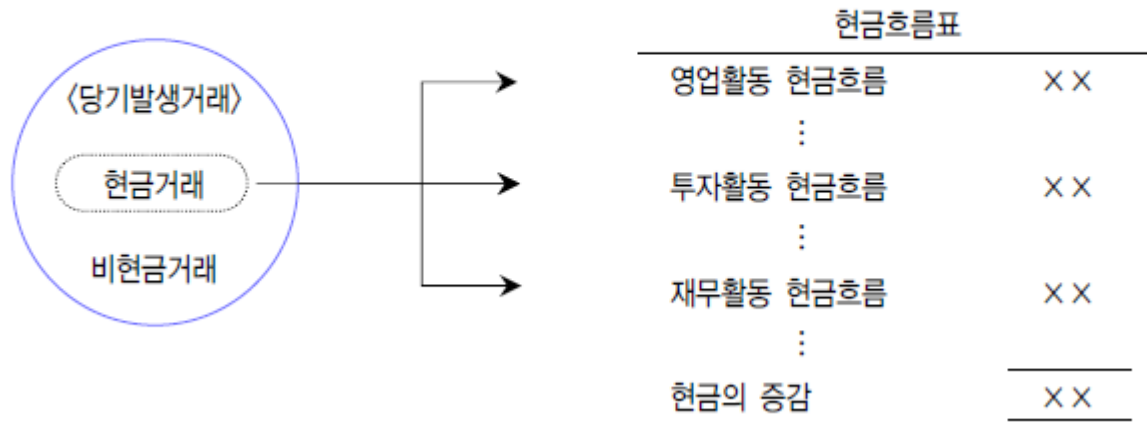 〈당기발생거래〉
현금거래
비현금거래
현금흐름표
영업활동 현금흐름 ××
⋮
투자활동 현금흐름 ××
⋮
재무활동 현금흐름 ××
⋮
현금의 증감 ××